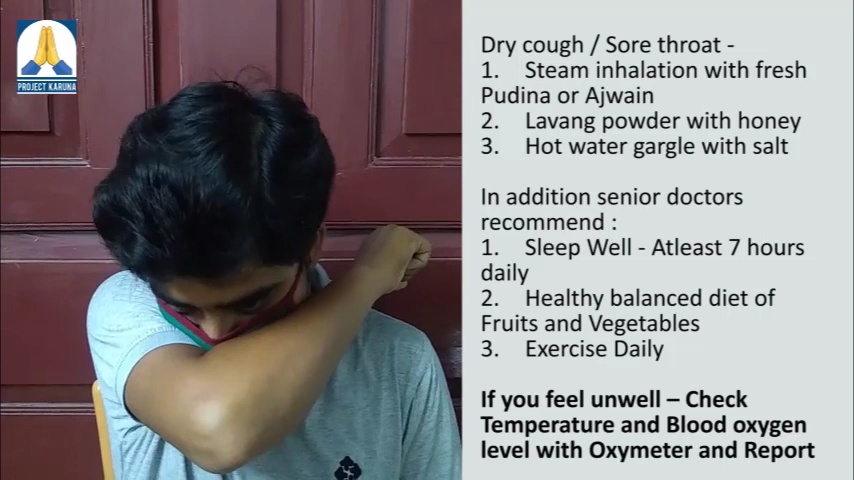 PROJECT KARUNA
Dry cough / Sore throat -
1. Steam inhalation with fresh
Pudina or Ajwain
2. Lavang powder with honey
3. Hot water gargle with salt
In addition senior doctors
recommend :
1. Sleep Well - Atleast 7 hours
daily
2. Healthy balanced diet of
Fruits and Vegetables
3. Exercise Daily
If you feel unwell – Check
Temperature and Blood oxygen
level with Oxymeter and Report